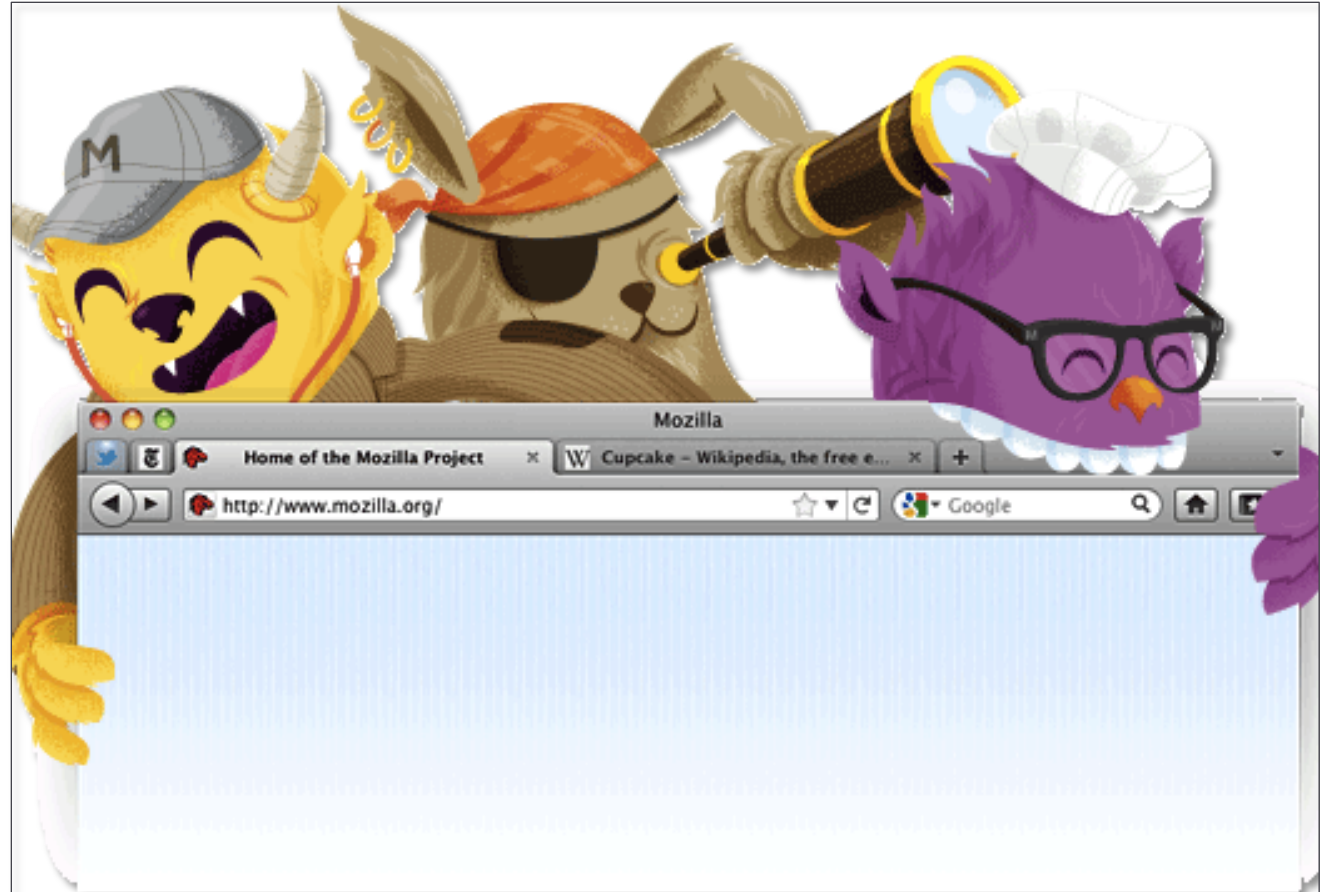 M
M M
Mozilla
Home of the Mozilla Project
W Cupcake – Wikipedia, the free e...
http://www.mozilla.org/
Google